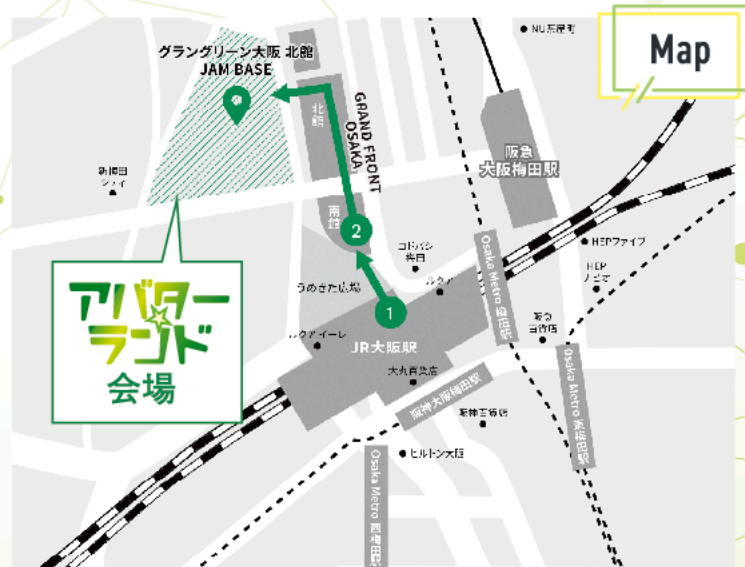 Map
NU茶屋町
グラングリーン大阪 北館
JAM BASE
北館
GRAND FRONT
OSAKA
阪急
大阪梅田駅
新梅田
シティ
南館
2
ヨドバシ
梅田
Osaka Metro 梅田駅
HEPファイブ
HEP
ナビオ
うめきた広場
ルクア
1
アバター
ランド
会場
ルクアイーレ
JR大阪駅
阪急
百貨店
大丸百貨店
阪神大阪梅田駅
阪神百貨店
Osaka Metro 東梅田駅
ヒルトン大阪
Osaka Metro 西梅田駅